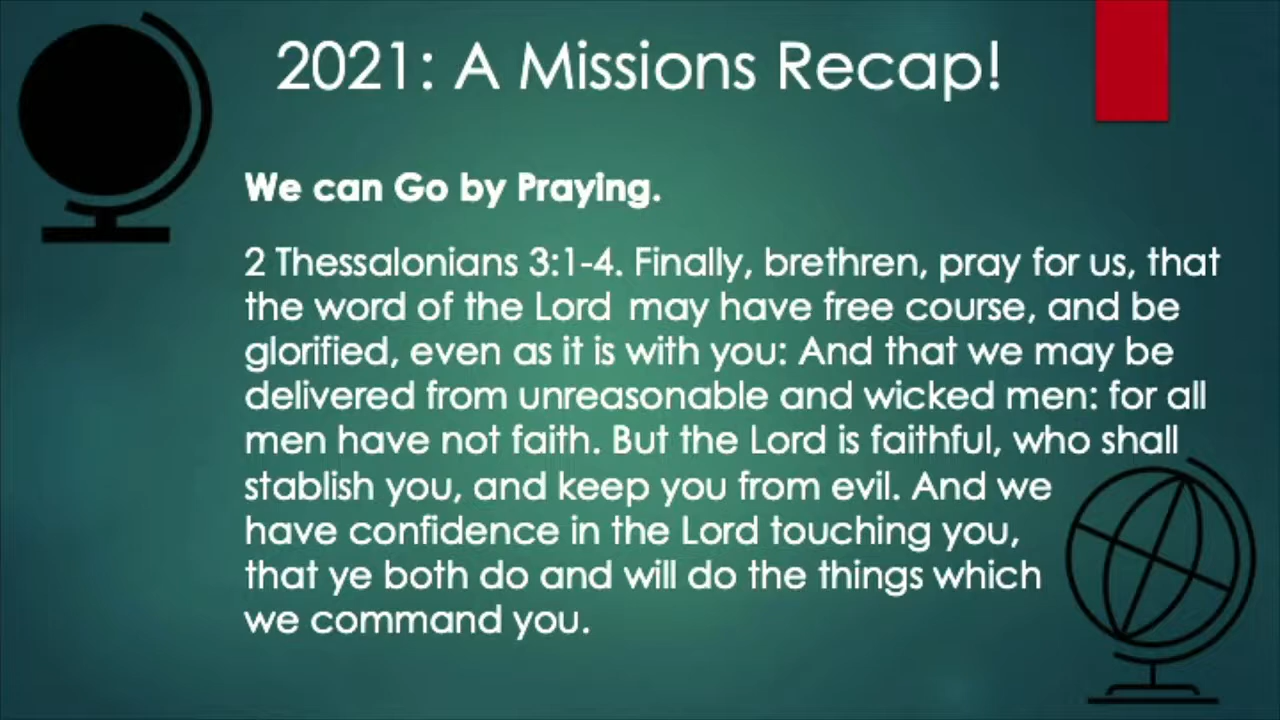 2021: A Missions Recap!
We can Go by Praying.
2 Thessalonians 3:1-4. Finally, brethren, pray for us, that
the word of the Lord may have free course, and be
glorified, even as it is with you: And that we may be
delivered from unreasonable and wicked men: for all
men have not faith. But the Lord is faithful, who shall
stablish you, and keep you from evil. And we
have confidence in the Lord touching you,
that ye both do and will do the things which
we command you.